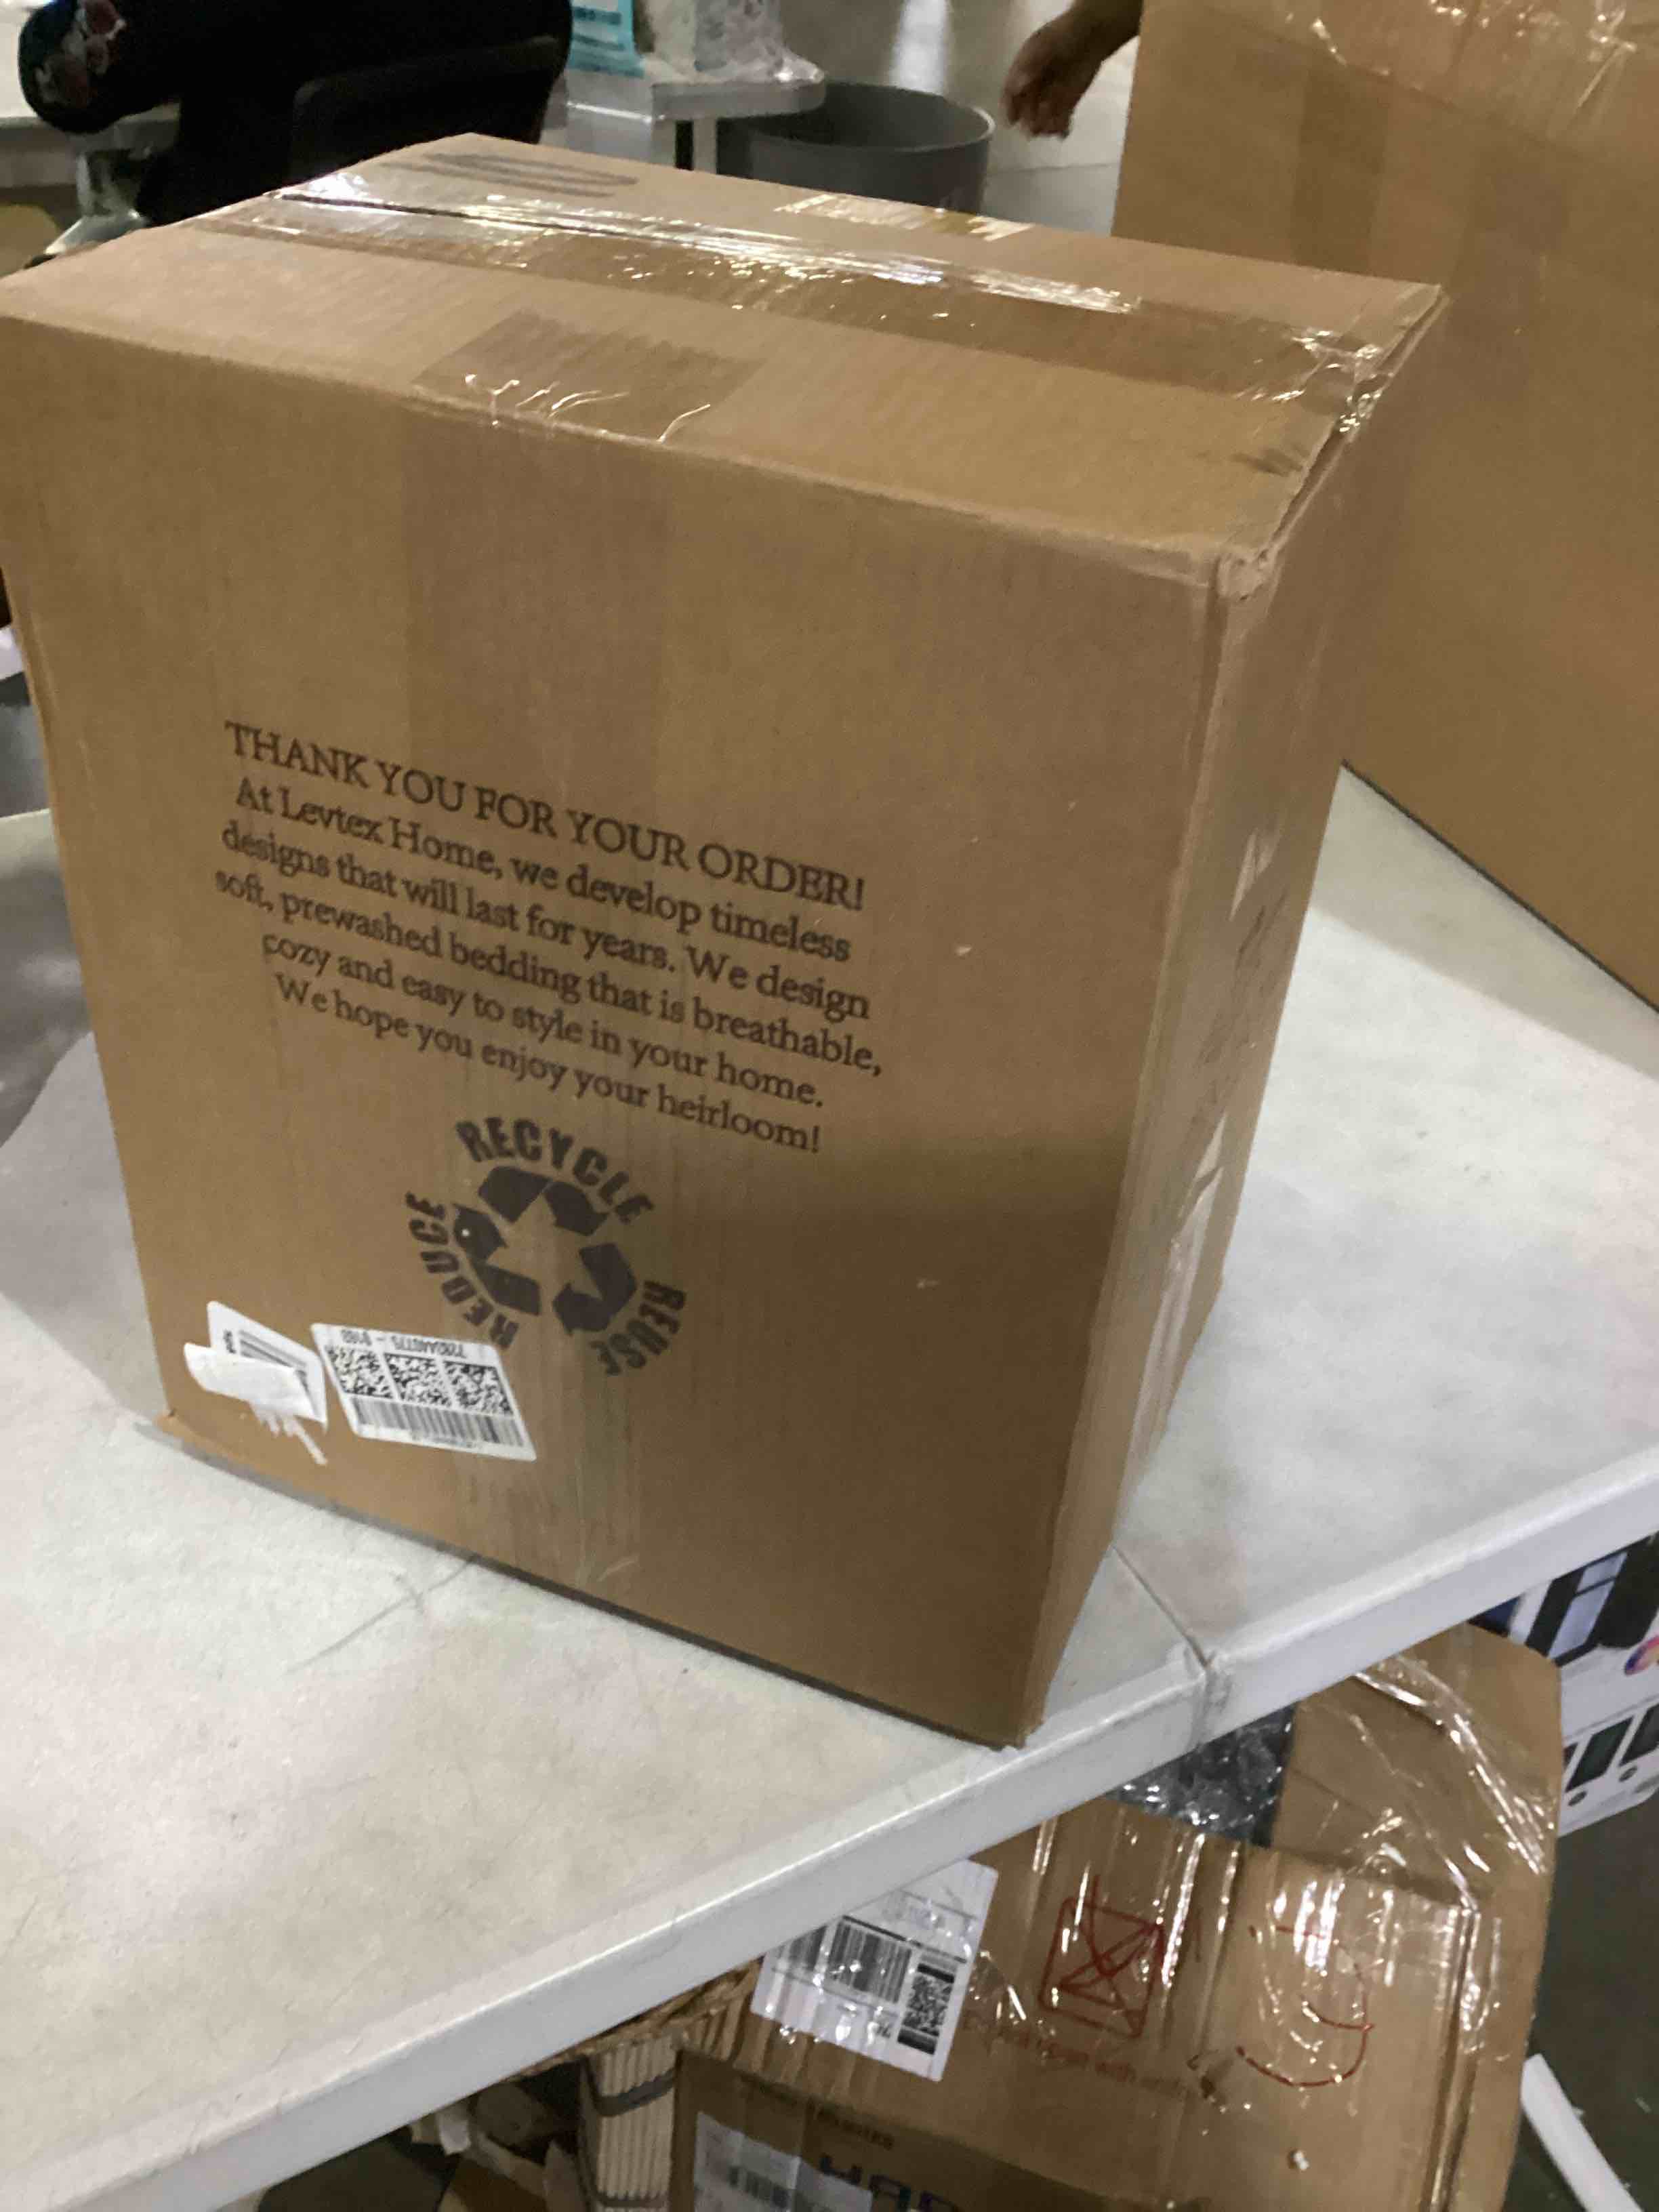 THANK YOU FOR YOUR ORDER!
At Levtex Home, we develop timeless
designs that will last for years. We design
soft, prewashed bedding that is breathable,
cozy and easy to style in your home.
We hope you enjoy your heirloom!
RECYCLE
REDUCE
REUSE